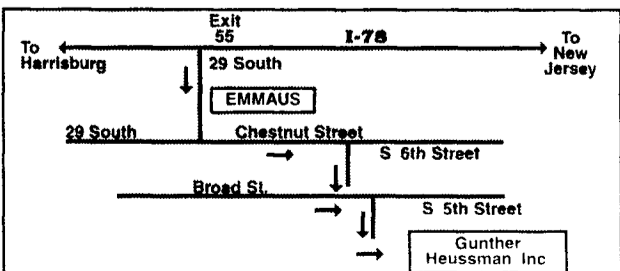 Exit
55
I-78
To
Harrisburg
To
New
Jersey
29 South
EMMAUS
29 South
Chestnut Street
S 6th Street
Broad St.
S 5th Street
Gunther
Heussman Inc